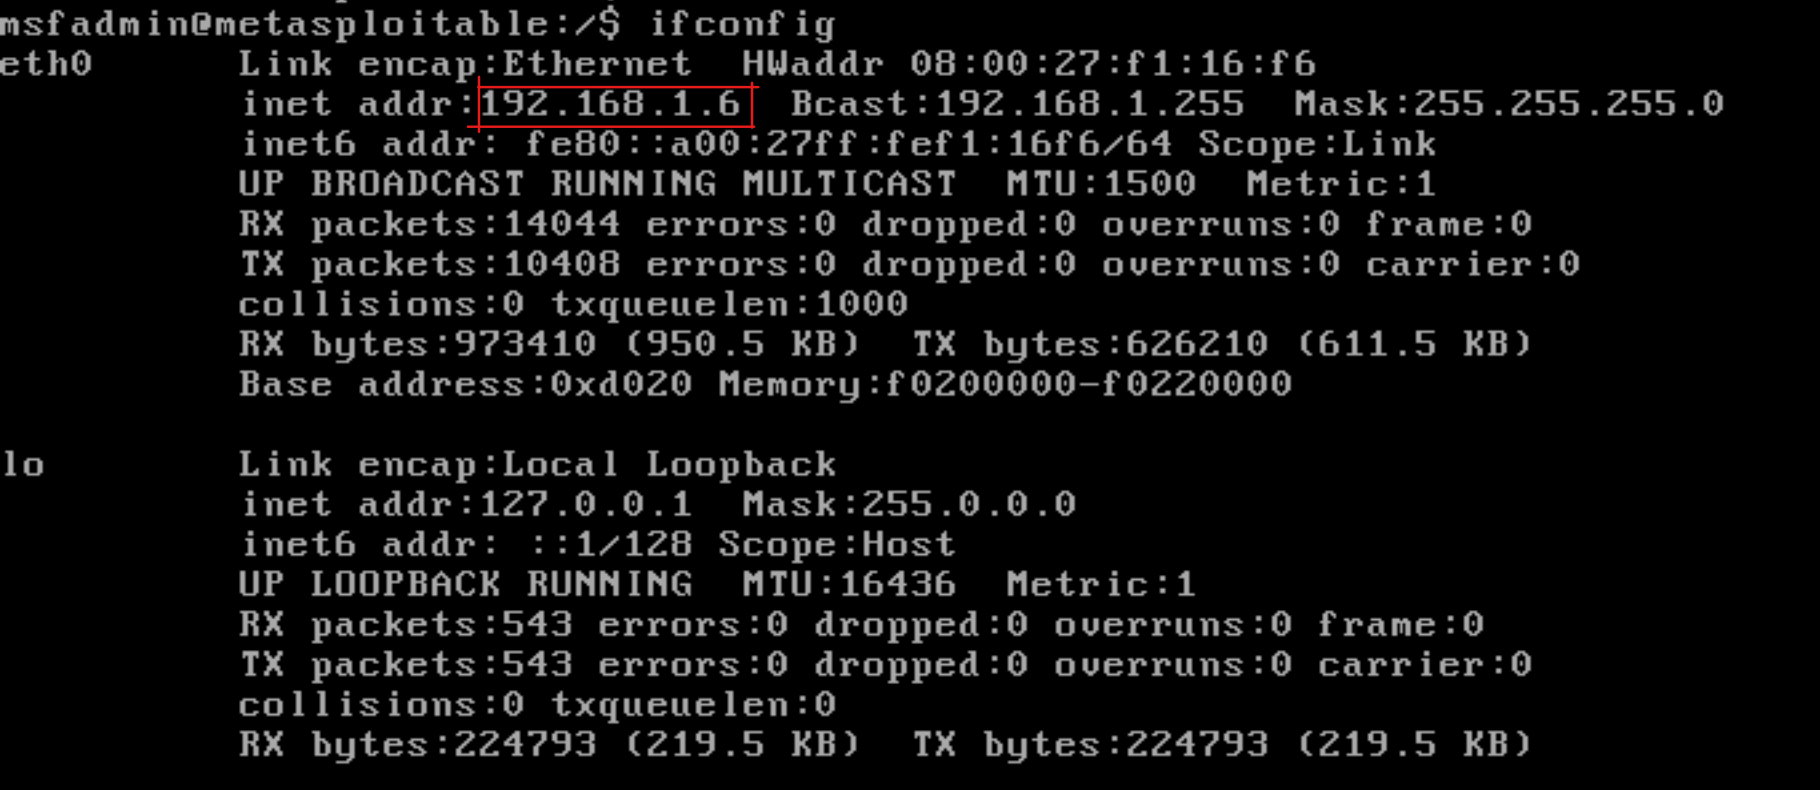 msfadmin@metasploitable:/$ ifconfig
eth0 Link encap:Ethernet HWaddr 08:00:27:f1:16:f6
inet addr:192.168.1.6 Bcast:192.168.1.255 Mask:255.255.255.0
inet6 addr: fe80::a00:27ff:fef1:16f6/64 Scope:Link
UP BROADCAST RUNNING MULTICAST MTU:1500 Metric:1
RX packets:14044 errors:0 dropped:0 overruns:0 frame:0
TX packets:10408 errors:0 dropped:0 overruns:0 carrier:0
collisions:0 txqueuelen:1000
RX bytes:973410 (950.5 KB) TX bytes:626210 (611.5 KB)
Base address:0xd020 Memory:f0200000-f0220000
lo Link encap:Local Loopback
inet addr:127.0.0.1 Mask:255.0.0.0
inet6 addr: ::1/128 Scope:Host
UP LOOPBACK RUNNING MTU:16436 Metric:1
RX packets:543 errors:0 dropped:0 overruns:0 frame:0
TX packets:543 errors:0 dropped:0 overruns:0 carrier:0
collisions:0 txqueuelen:0
RX bytes:224793 (219.5 KB) TX bytes:224793 (219.5 KB)